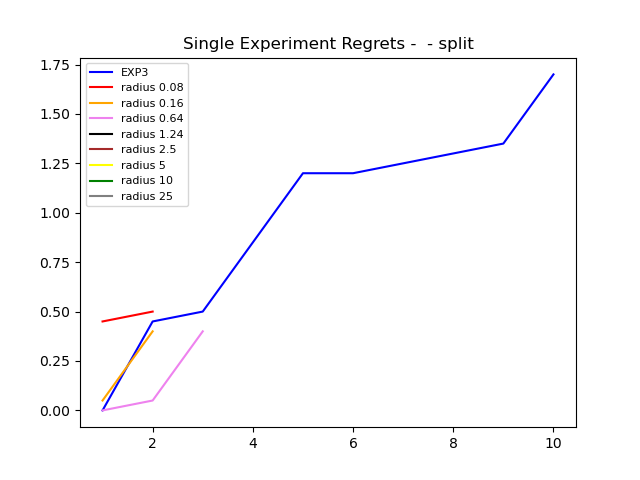 Single Experiment Regrets -  - split
1.75
1.50
1.25
1.00
0.75
0.50
0.25
0.00
EXP3
radius 0.08
radius 0.16
radius 0.64
radius 1.24
radius 2.5
radius 5
radius 10
radius 25
2 4 6 8 10